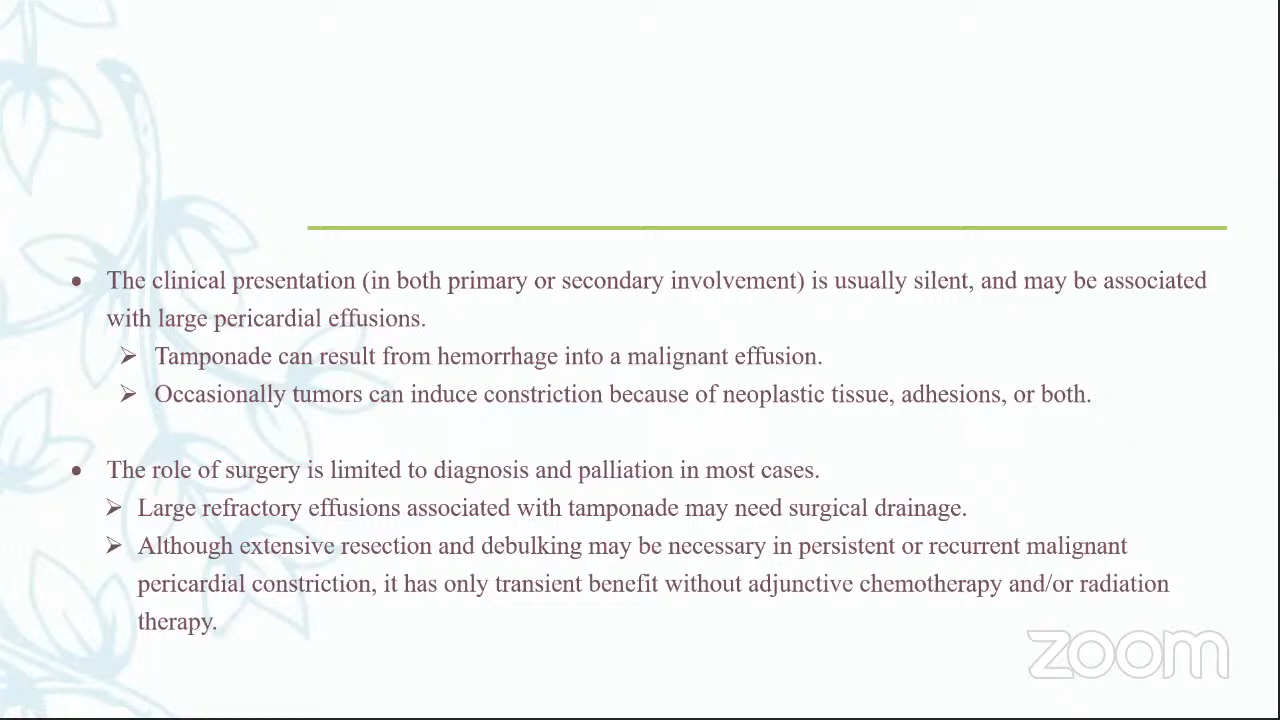 • The clinical presentation (in both primary or secondary involvement) is usually silent, and may be associated
with large pericardial effusions.
➢ Tamponade can result from hemorrhage into a malignant effusion.
➢ Occasionally tumors can induce constriction because of neoplastic tissue, adhesions, or both.
• The role of surgery is limited to diagnosis and palliation in most cases.
➢ Large refractory effusions associated with tamponade may need surgical drainage.
➢ Although extensive resection and debulking may be necessary in persistent or recurrent malignant
pericardial constriction, it has only transient benefit without adjunctive chemotherapy and/or radiation
therapy.
zoom